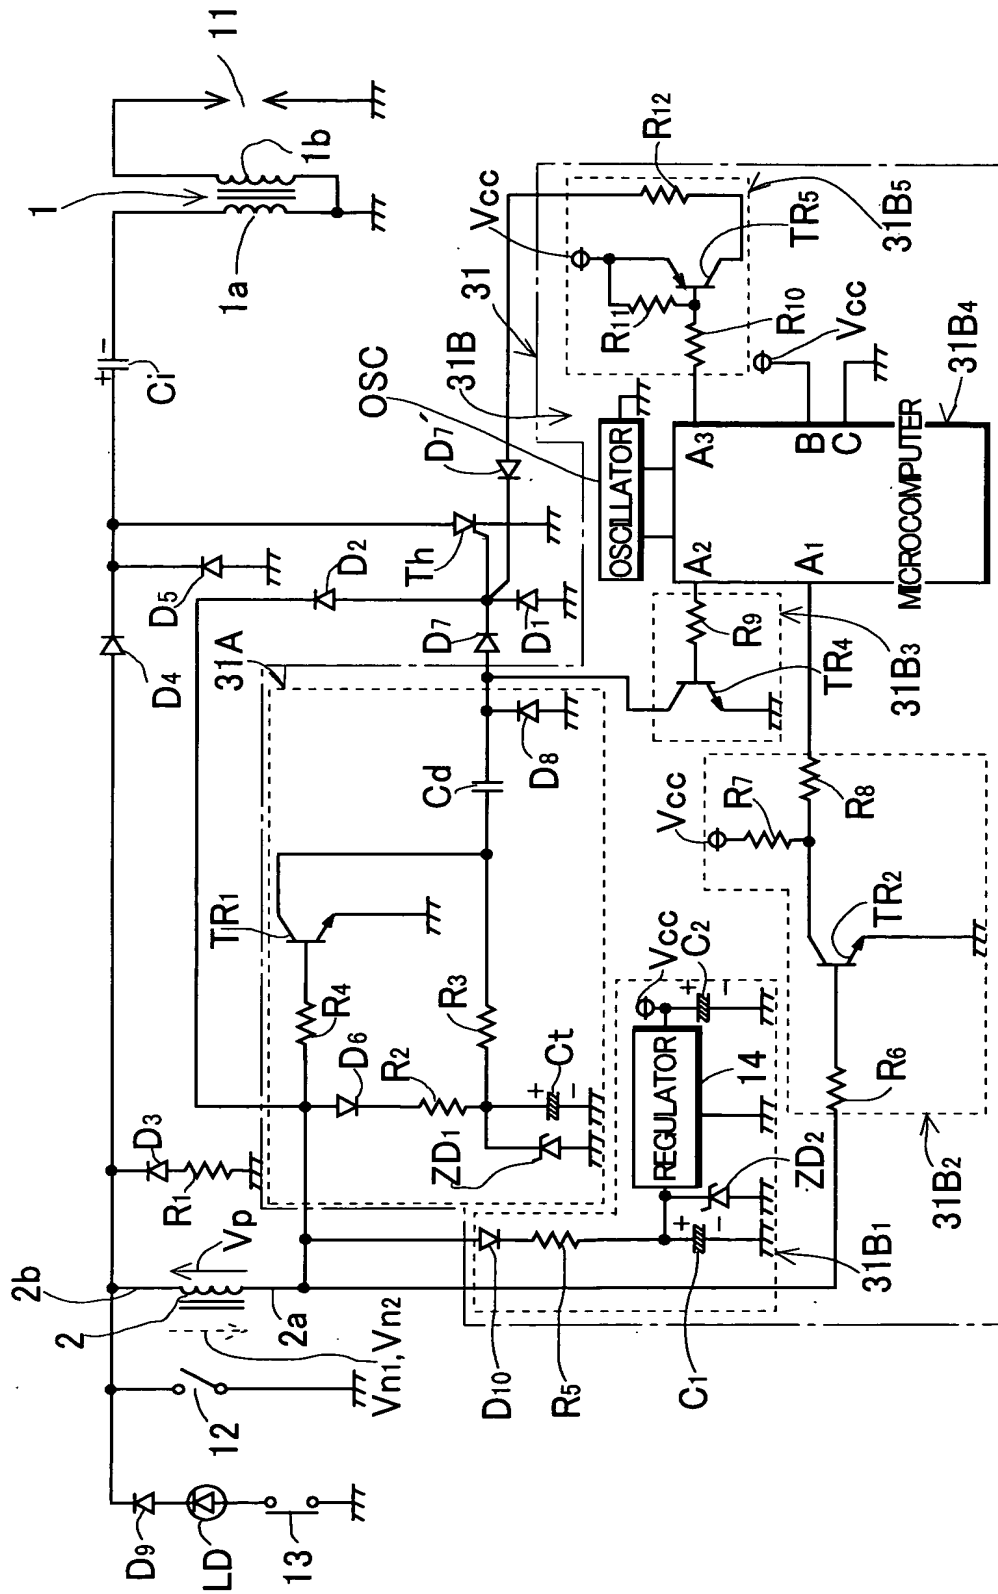 1
11
1b
1a
Ci
D5
D4
D2
Th
D7'
D7
D1
31A
31
31B
OSC
Vcc
R12
R11
TR5
31B5
R10
Vcc
OSCILLATOR
A3
B
C
A2
A1
MICROCOMPUTER
31B4
R9
TR4
31B3
D8
Cd
TR1
R4
R3
D6
R2
Ct
ZD1
D3
R1
Vp
2b
2
2a
Vn1,Vn2
12
D9
LD
13
D10
R5
C1
REGULATOR
14
Vcc
C2
ZD2
31B1
Vcc
R7
R8
TR2
R6
31B2
+
-
+
-
+
-
+
-